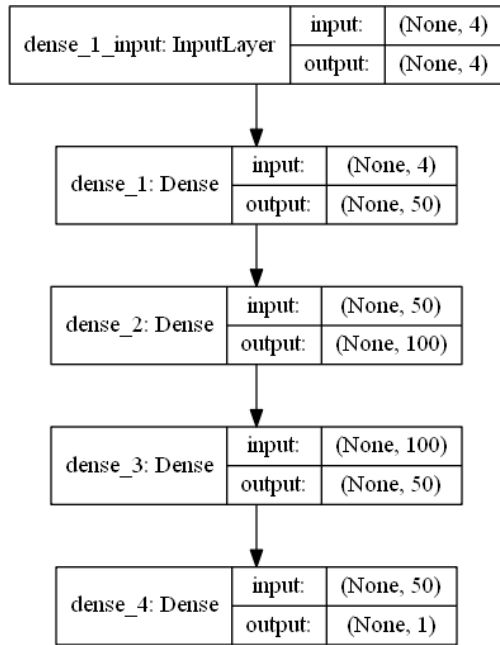 dense_1_input: InputLayer
input:
(None, 4)
output:
(None, 4)
dense_1: Dense
input:
(None, 4)
output:
(None, 50)
dense_2: Dense
input:
(None, 50)
output:
(None, 100)
dense_3: Dense
input:
(None, 100)
output:
(None, 50)
dense_4: Dense
input:
(None, 50)
output:
(None, 1)